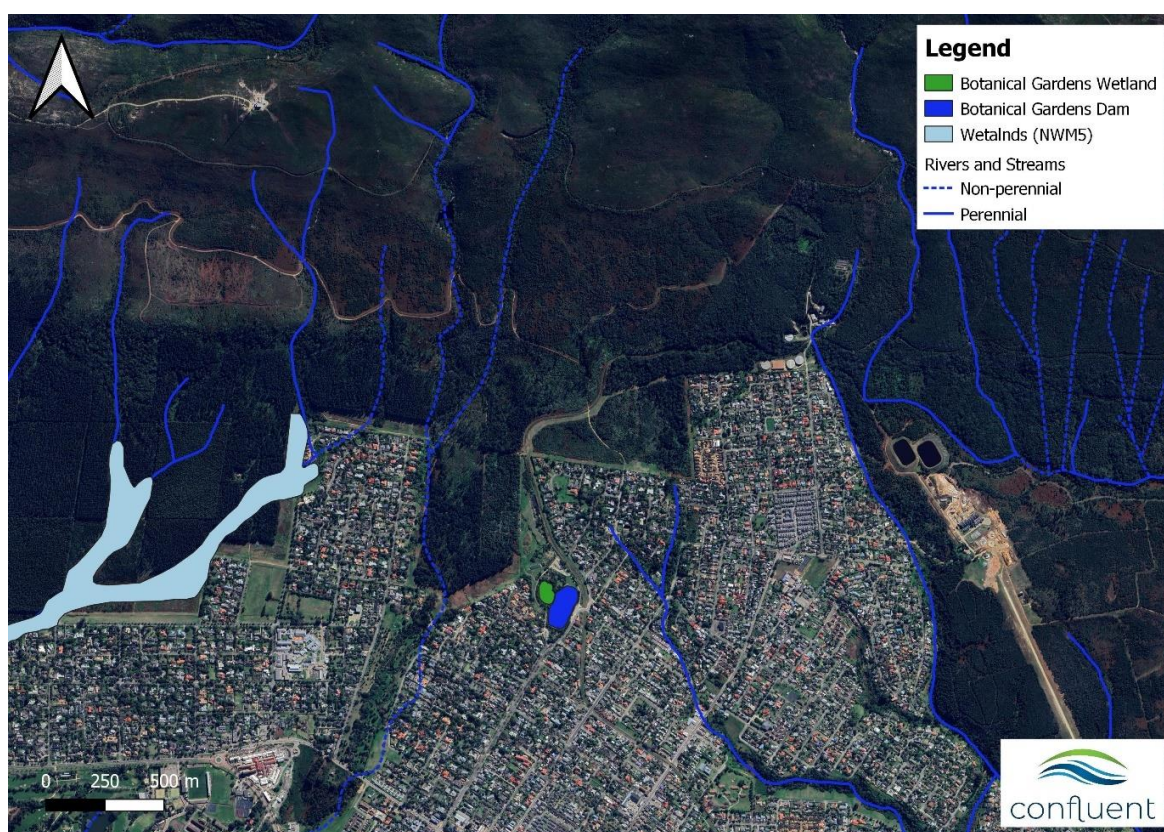 Legend
Botanical Gardens Wetland
Botanical Gardens Dam
Wetalnds (NWM5)
Rivers and Streams
Non-perennial
Perennial
0 250 500 m
confluent